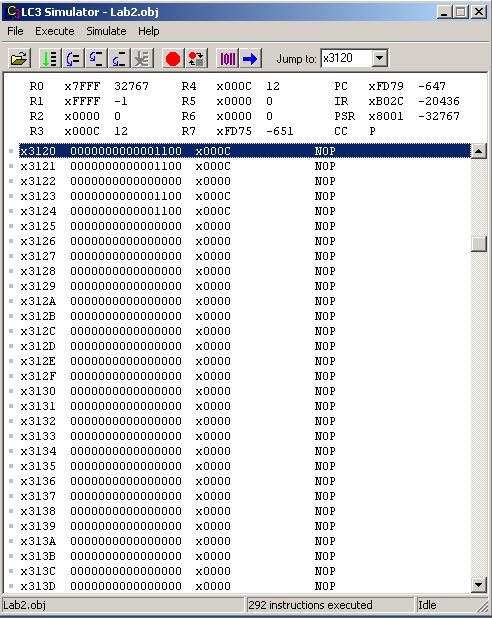 LC3 Simulator - Lab2.obj
File Execute Simulate Help
Jump to: x3120
R0 x7FFF 32767 R4 x000C 12 PC xFD79 -647
R1 xFFFF -1 R5 x0000 0 IR xB02C -20436
R2 x0000 0 R6 x0000 0 PSR x8001 -32767
R3 x000C 12 R7 xFD75 -651 CC P
x3120 0000000000001100 x000C NOP
x3121 0000000000001100 x000C NOP
x3122 0000000000000000 x0000 NOP
x3123 0000000000001100 x000C NOP
x3124 0000000000001100 x000C NOP
x3125 0000000000000000 x0000 NOP
x3126 0000000000000000 x0000 NOP
x3127 0000000000000000 x0000 NOP
x3128 0000000000000000 x0000 NOP
x3129 0000000000000000 x0000 NOP
x312A 0000000000000000 x0000 NOP
x312B 0000000000000000 x0000 NOP
x312C 0000000000000000 x0000 NOP
x312D 0000000000000000 x0000 NOP
x312E 0000000000000000 x0000 NOP
x312F 0000000000000000 x0000 NOP
x3130 0000000000000000 x0000 NOP
x3131 0000000000000000 x0000 NOP
x3132 0000000000000000 x0000 NOP
x3133 0000000000000000 x0000 NOP
x3134 0000000000000000 x0000 NOP
x3135 0000000000000000 x0000 NOP
x3136 0000000000000000 x0000 NOP
x3137 0000000000000000 x0000 NOP
x3138 0000000000000000 x0000 NOP
x3139 0000000000000000 x0000 NOP
x313A 0000000000000000 x0000 NOP
x313B 0000000000000000 x0000 NOP
x313C 0000000000000000 x0000 NOP
x313D 0000000000000000 x0000 NOP
Lab2.obj 292 instructions executed Idle